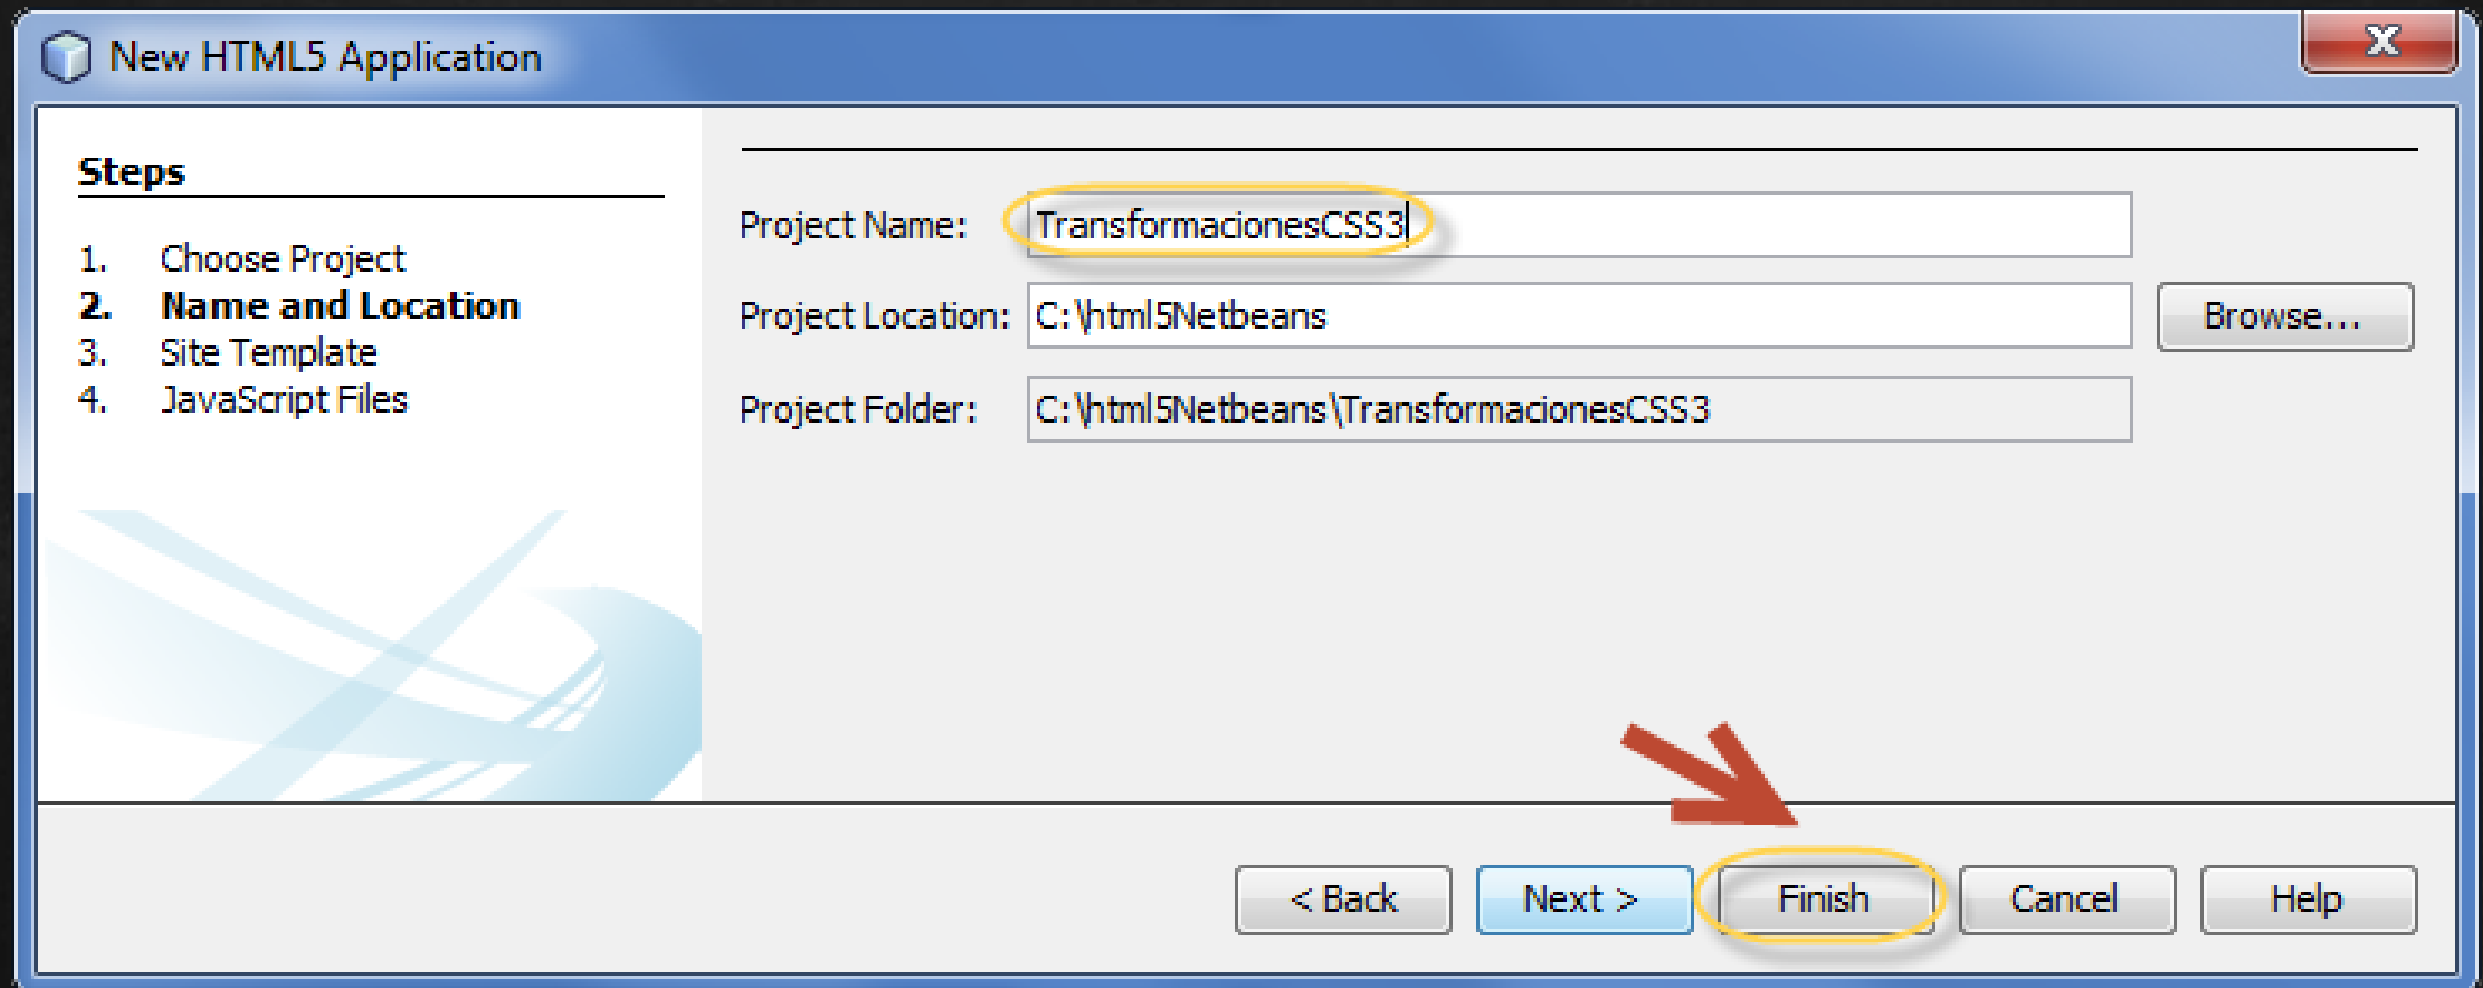 New HTML5 Application
Steps
1. Choose Project
2. Name and Location
3. Site Template
4. JavaScript Files
Project Name: TransformacionesCSS3
Project Location: C:\html5Netbeans Browse...
Project Folder: C:\html5Netbeans\TransformacionesCSS3
< Back Next > Finish Cancel Help